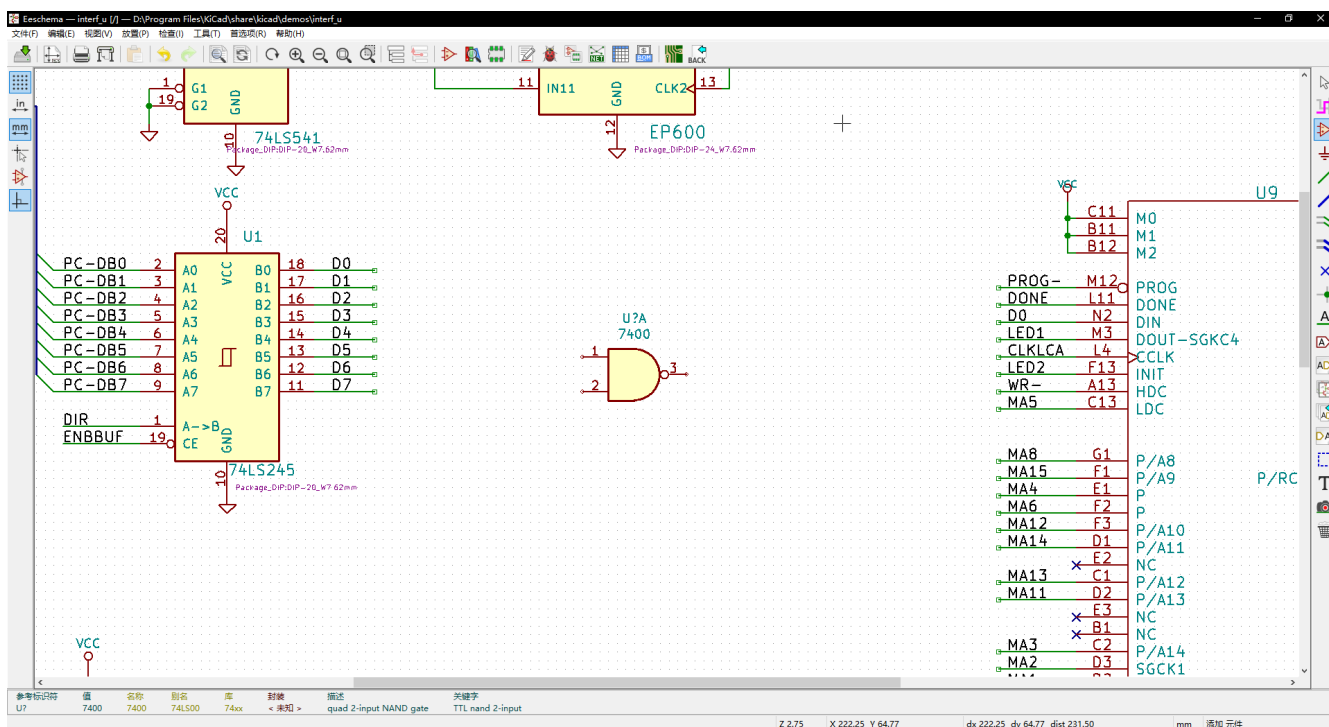 Eeschema — interf_u [/] — D:\Program Files\KiCad\share\kicad\demos\interf_u
文件(F) 编辑(E) 视图(V) 放置(P) 检查(I) 工具(T) 首选项(R) 帮助(H)
NET
BOM
BACK
in
mm
1 G1
19 G2
GND
10
74LS541
Package_DIP:DIP-20_W7.62mm
11 IN11
GND
CLK2 13
12
EP600
Package_DIP:DIP-24_W7.62mm
VCC
20
U1
VCC
PC-DB0 2 A0 B0 18 D0
PC-DB1 3 A1 B1 17 D1
PC-DB2 4 A2 B2 16 D2
PC-DB3 5 A3 B3 15 D3
PC-DB4 6 A4 B4 14 D4
PC-DB5 7 A5 B5 13 D5
PC-DB6 8 A6 B6 12 D6
PC-DB7 9 A7 B7 11 D7
DIR 1 A->B
ENBBUF 19 CE
GND
10
74LS245
Package_DIP:DIP-20_W7.62mm
U?A
7400
1
2
3
VCC
U9
C11 M0
B11 M1
B12 M2
PROG- M12 PROG
DONE L11 DONE
D0 N2 DIN
LED1 M3 DOUT-SGKC4
CLKLCA L4 CCLK
LED2 F13 INIT
WR- A13 HDC
MA5 C13 LDC
MA8 G1 P/A8
MA15 F1 P/A9
P/RC
MA4 E1 P
MA6 F2 P
MA12 F3 P/A10
MA14 D1 P/A11
E2 NC
MA13 C1 P/A12
MA11 D2 P/A13
E3 NC
B1 NC
MA3 C2 P/A14
MA2 D3 SGCK1
VCC
参考标识符 值 名称 别名 库 封装 描述 关键字
U? 7400 7400 74LS00 74xx < 未知 > quad 2-input NAND gate TTL nand 2-input
Z 2.75 X 222.25 Y 64.77 dx 222.25 dy 64.77 dist 231.50 mm 添加 元件